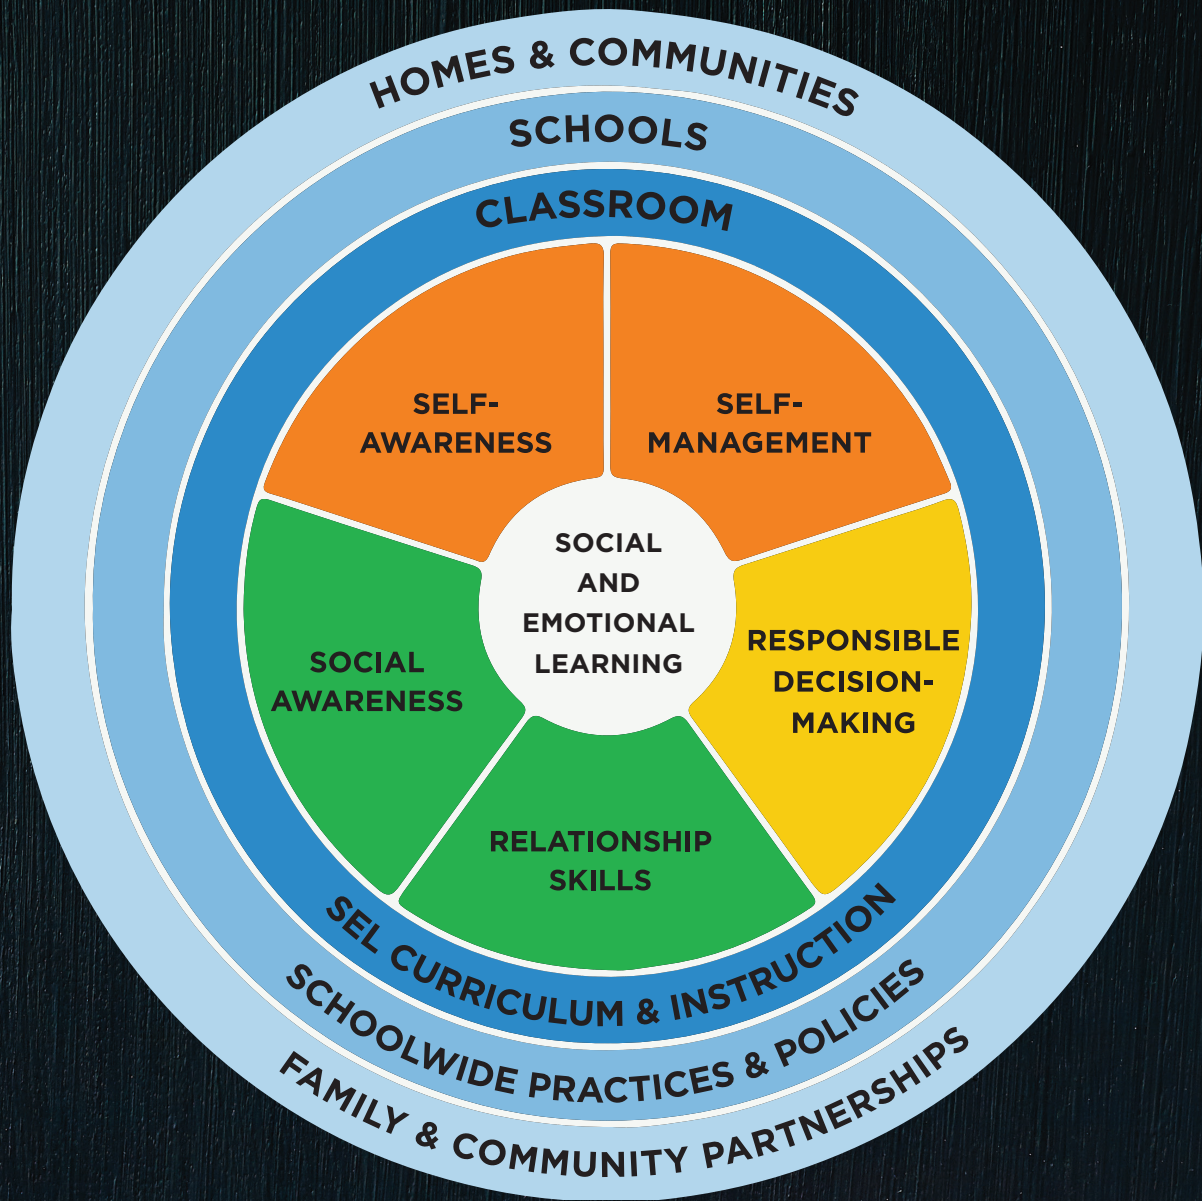 HOMES & COMMUNITIES
SCHOOLS
CLASSROOM
SELF-
AWARENESS
SELF-
MANAGEMENT
SOCIAL
AND
EMOTIONAL
LEARNING
SOCIAL
AWARENESS
RESPONSIBLE
DECISION-
MAKING
RELATIONSHIP
SKILLS
SEL CURRICULUM & INSTRUCTION
SCHOOLWIDE PRACTICES & POLICIES
FAMILY & COMMUNITY PARTNERSHIPS